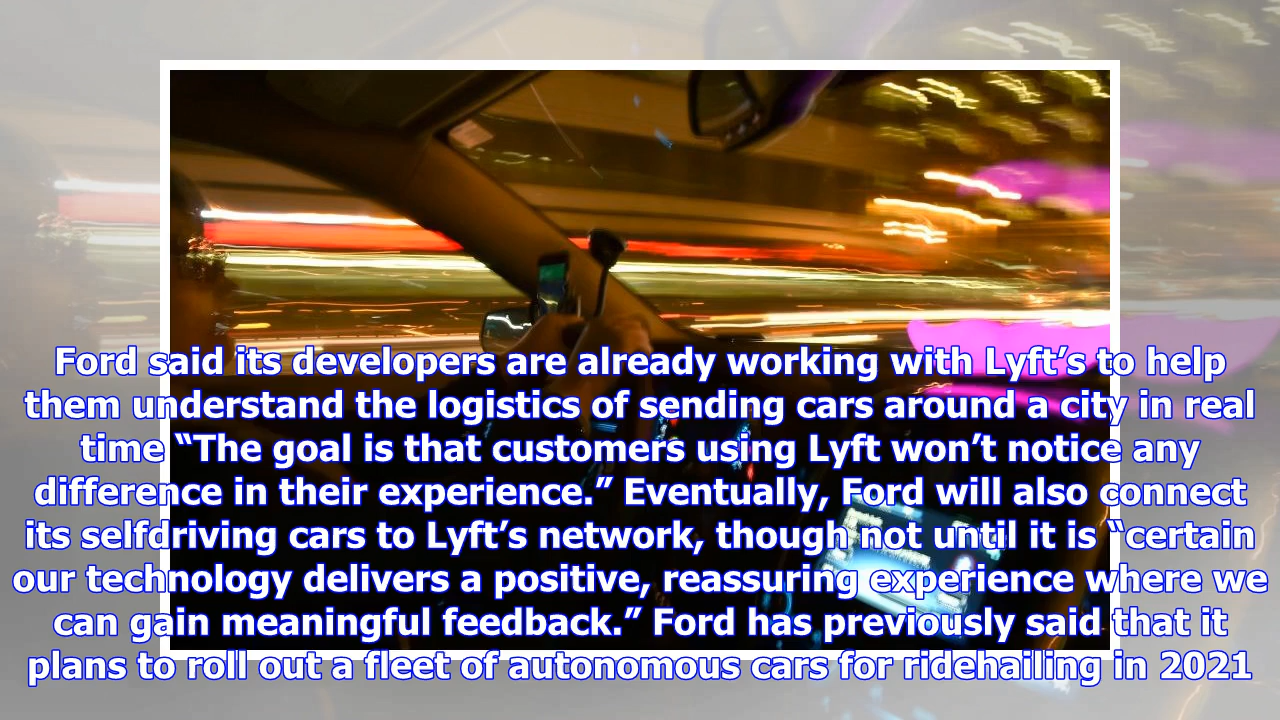 Ford said its developers are already working with Lyft’s to help
them understand the logistics of sending cars around a city in real
time “The goal is that customers using Lyft won’t notice any
difference in their experience.” Eventually, Ford will also connect
its selfdriving cars to Lyft’s network, though not until it is “certain
our technology delivers a positive, reassuring experience where we
can gain meaningful feedback.” Ford has previously said that it
plans to roll out a fleet of autonomous cars for ridehailing in 2021